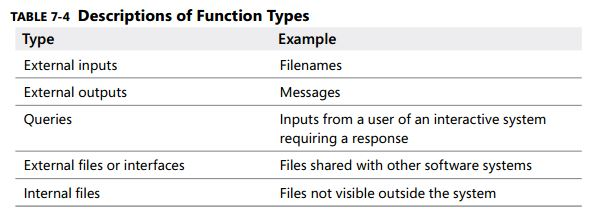 TABLE 7-4 Descriptions of Function Types
Type Example
External inputs Filenames
External outputs Messages
Queries Inputs from a user of an interactive system
requiring a response
External files or interfaces Files shared with other software systems
Internal files Files not visible outside the system